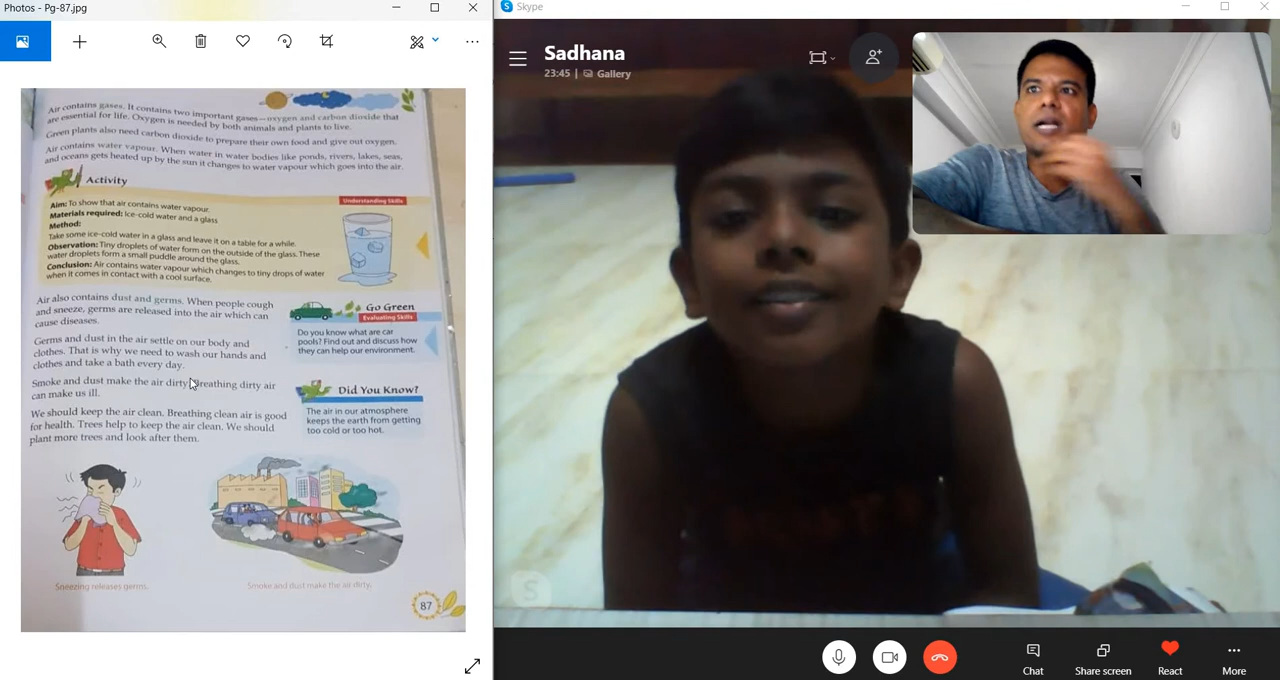 Photos - Pg-87.jpg
Air contains gases. It contains two important gases—oxygen and carbon dioxide that
are essential for life. Oxygen is needed by both animals and plants to live.
Green plants also need carbon dioxide to prepare their own food and give out oxygen.
Air contains water vapour. When water in water bodies like ponds, rivers, lakes, seas,
and oceans gets heated up by the sun it changes to water vapour which goes into the air.
Activity
Understanding Skills
Aim: To show that air contains water vapour.
Materials required: Ice-cold water and a glass
Method:
Take some ice-cold water in a glass and leave it on a table for a while.
Observation: Tiny droplets of water form on the outside of the glass. These
water droplets form a small puddle around the glass.
Conclusion: Air contains water vapour which changes to tiny drops of water
when it comes in contact with a cool surface.
Air also contains dust and germs. When people cough
and sneeze, germs are released into the air which can
cause diseases.
Germs and dust in the air settle on our body and
clothes. That is why we need to wash our hands and
clothes and take a bath every day.
Smoke and dust make the air dirty. Breathing dirty air
can make us ill.
We should keep the air clean. Breathing clean air is good
for health. Trees help to keep the air clean. We should
plant more trees and look after them.
Go Green
Evaluating Skills
Do you know what are car
pools? Find out and discuss how
they can help our environment.
Did You Know?
The air in our atmosphere
keeps the earth from getting
too cold or too hot.
Sneezing releases germs.
Smoke and dust make the air dirty.
87
Skype
Sadhana
23:45 | Gallery
Chat
Share screen
React
More